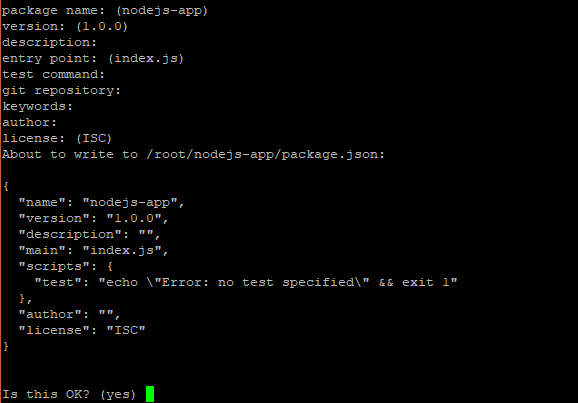 package name: (nodejs-app)
version: (1.0.0)
description:
entry point: (index.js)
test command:
git repository:
keywords:
author:
license: (ISC)
About to write to /root/nodejs-app/package.json:

{
  "name": "nodejs-app",
  "version": "1.0.0",
  "description": "",
  "main": "index.js",
  "scripts": {
    "test": "echo \"Error: no test specified\" && exit 1"
  },
  "author": "",
  "license": "ISC"
}

Is this OK? (yes)